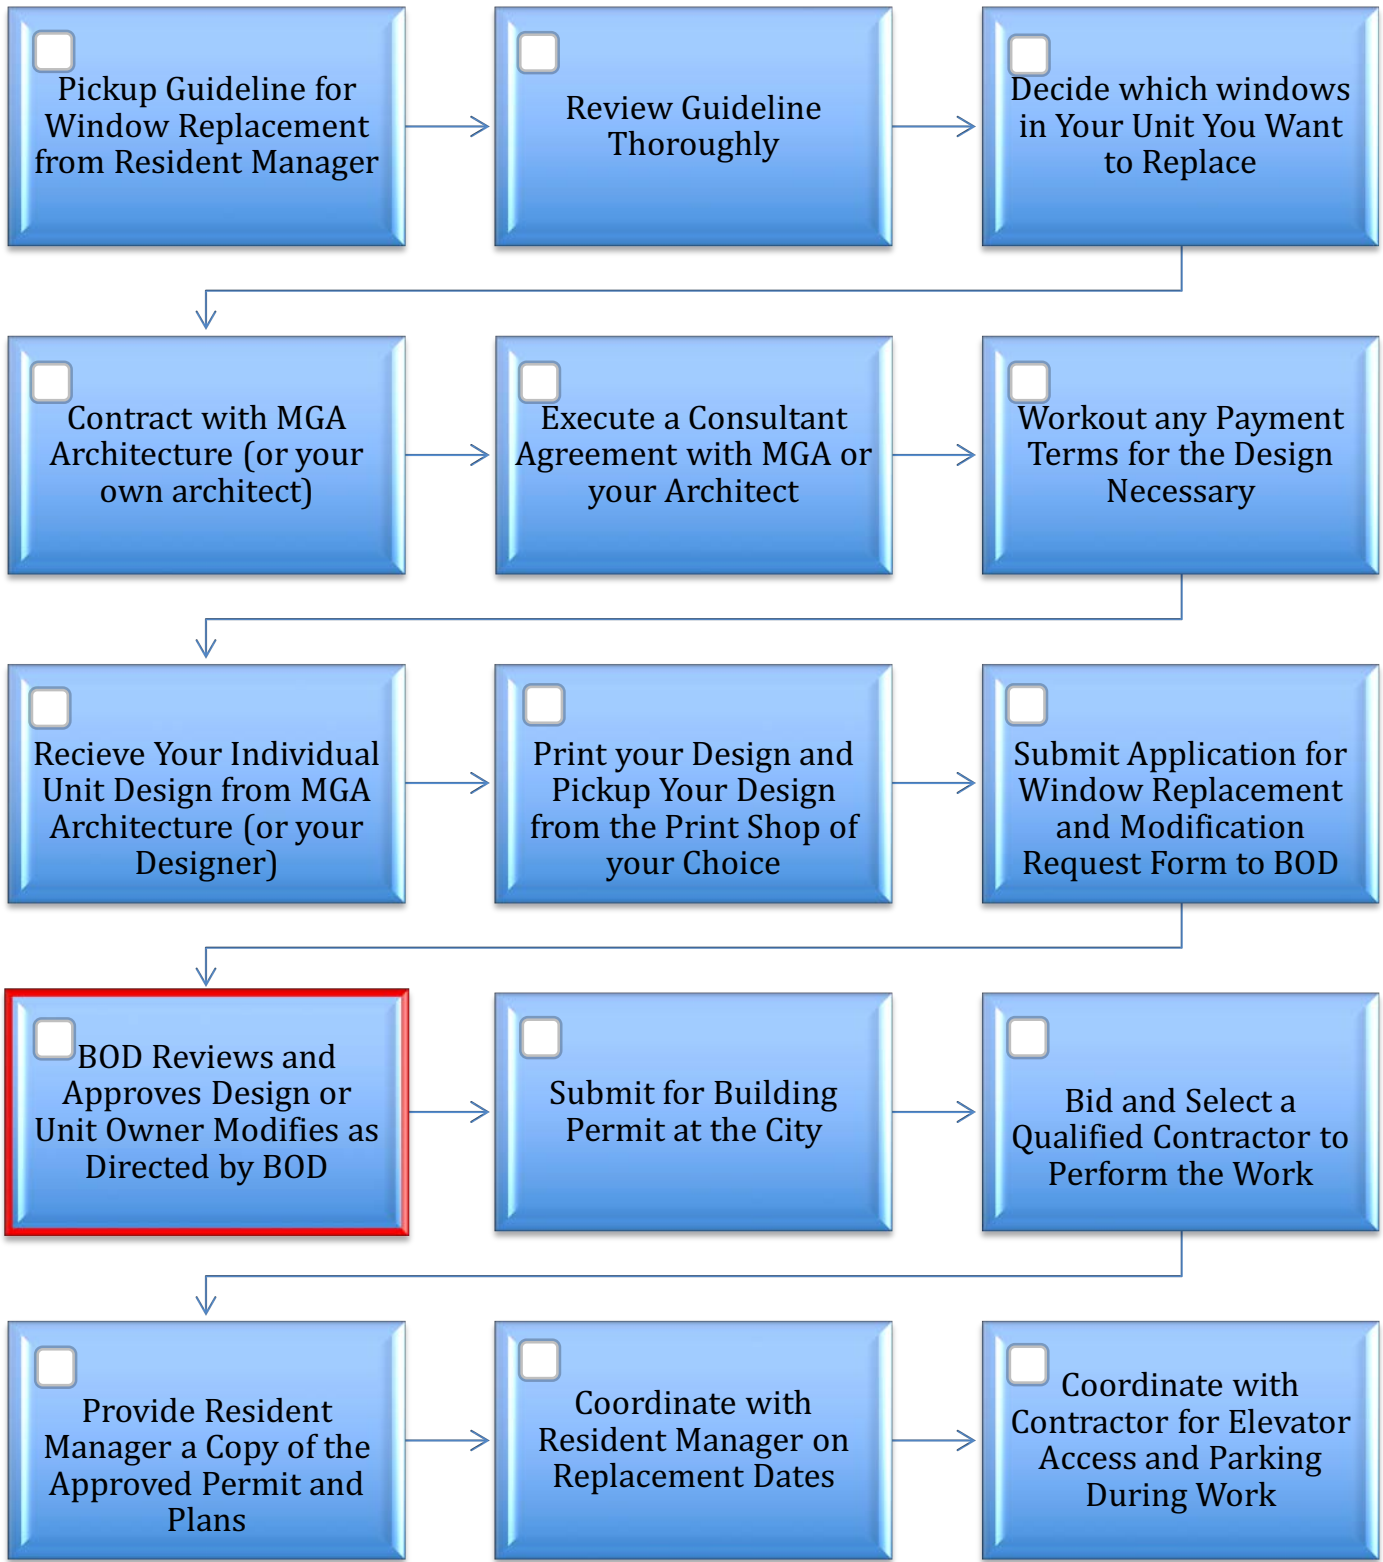 Pickup Guideline for
Window Replacement
from Resident Manager
Review Guideline
Thoroughly
Decide which windows
in Your Unit You Want
to Replace
Contract with MGA
Architecture (or your
own architect)
Execute a Consultant
Agreement with MGA or
your Architect
Workout any Payment
Terms for the Design
Necessary
Recieve Your Individual
Unit Design from MGA
Architecture (or your
Designer)
Print your Design and
Pickup Your Design
from the Print Shop of
your Choice
Submit Application for
Window Replacement
and Modification
Request Form to BOD
BOD Reviews and
Approves Design or
Unit Owner Modifies as
Directed by BOD
Submit for Building
Permit at the City
Bid and Select a
Qualified Contractor to
Perform the Work
Provide Resident
Manager a Copy of the
Approved Permit and
Plans
Coordinate with
Resident Manager on
Replacement Dates
Coordinate with
Contractor for Elevator
Access and Parking
During Work